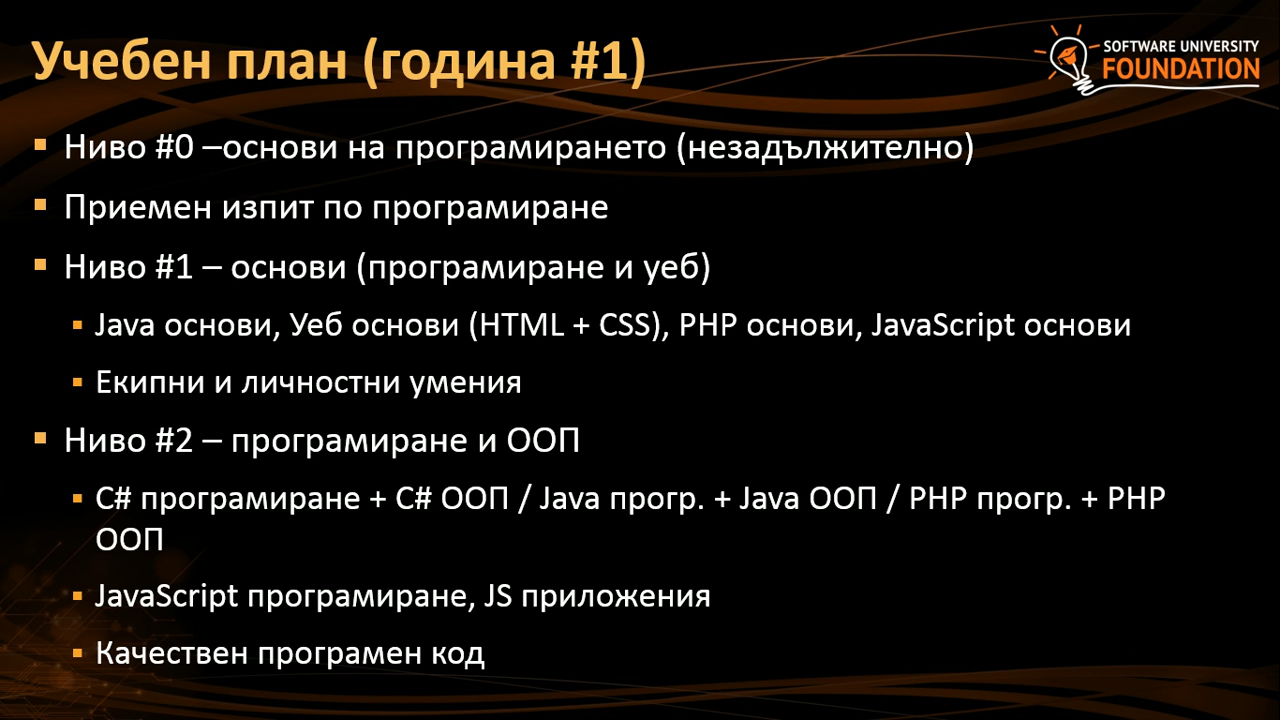 Учебен план (година #1)
SOFTWARE UNIVERSITY
FOUNDATION
▪ Ниво #0 –основи на програмирането (незадължително)
▪ Приемен изпит по програмиране
▪ Ниво #1 – основи (програмиране и уеб)
▪ Java основи, Уеб основи (HTML + CSS), PHP основи, JavaScript основи
▪ Екипни и личностни умения
▪ Ниво #2 – програмиране и ООП
▪ C# програмиране + C# ООП / Java прогр. + Java ООП / PHP прогр. + PHP
ООП
▪ JavaScript програмиране, JS приложения
▪ Качествен програмен код